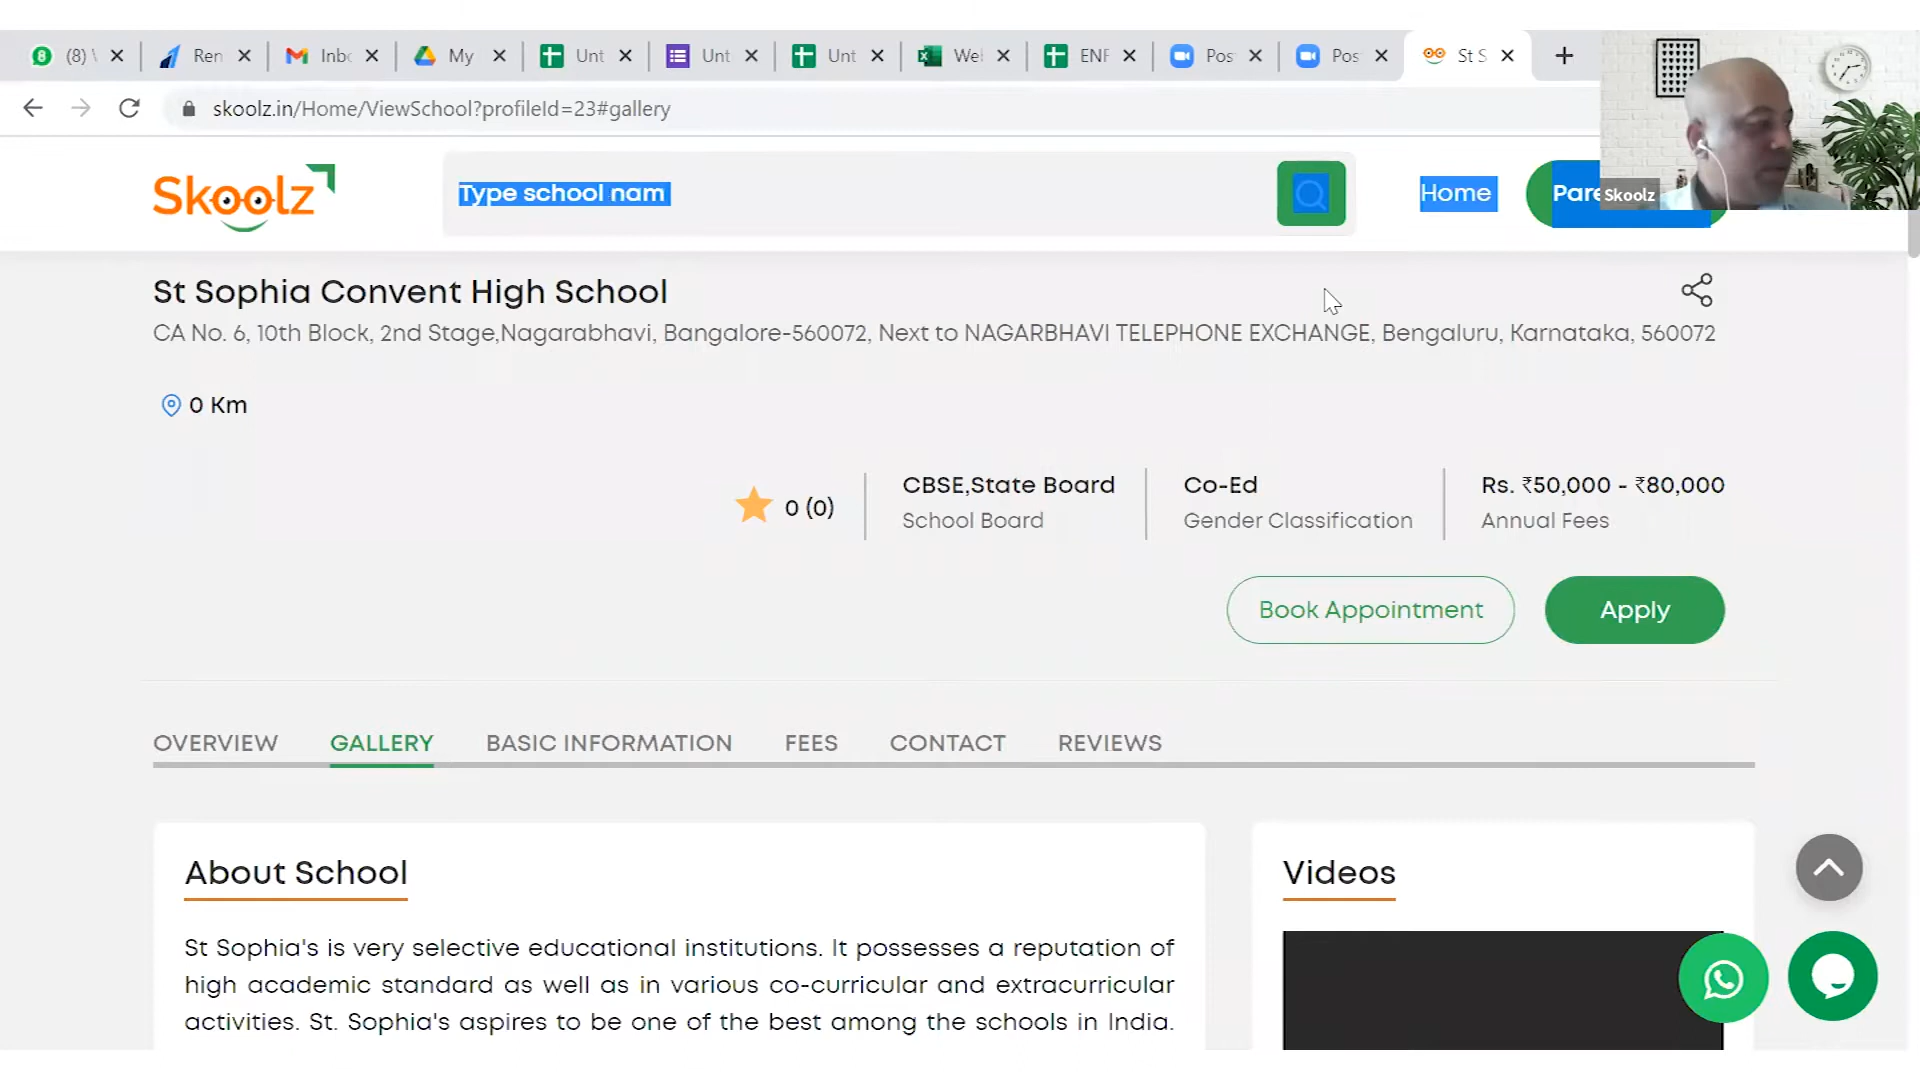 (8) \
Ren
Inbo
My
Unt
Unt
Unt
Wel
ENF
Pos
Pos
St S
skoolz.in/Home/ViewSchool?profileId=23#gallery
Skoolz
Type school nam
Home
Pare
Skoolz
St Sophia Convent High School
CA No. 6, 10th Block, 2nd Stage,Nagarabhavi, Bangalore-560072, Next to NAGARBHAVI TELEPHONE EXCHANGE, Bengaluru, Karnataka, 560072
0 Km
0 (0)
CBSE,State Board
School Board
Co-Ed
Gender Classification
Rs. ₹50,000 - ₹80,000
Annual Fees
Book Appointment
Apply
OVERVIEW
GALLERY
BASIC INFORMATION
FEES
CONTACT
REVIEWS
About School
St Sophia's is very selective educational institutions. It possesses a reputation of
high academic standard as well as in various co-curricular and extracurricular
activities. St. Sophia's aspires to be one of the best among the schools in India.
Videos